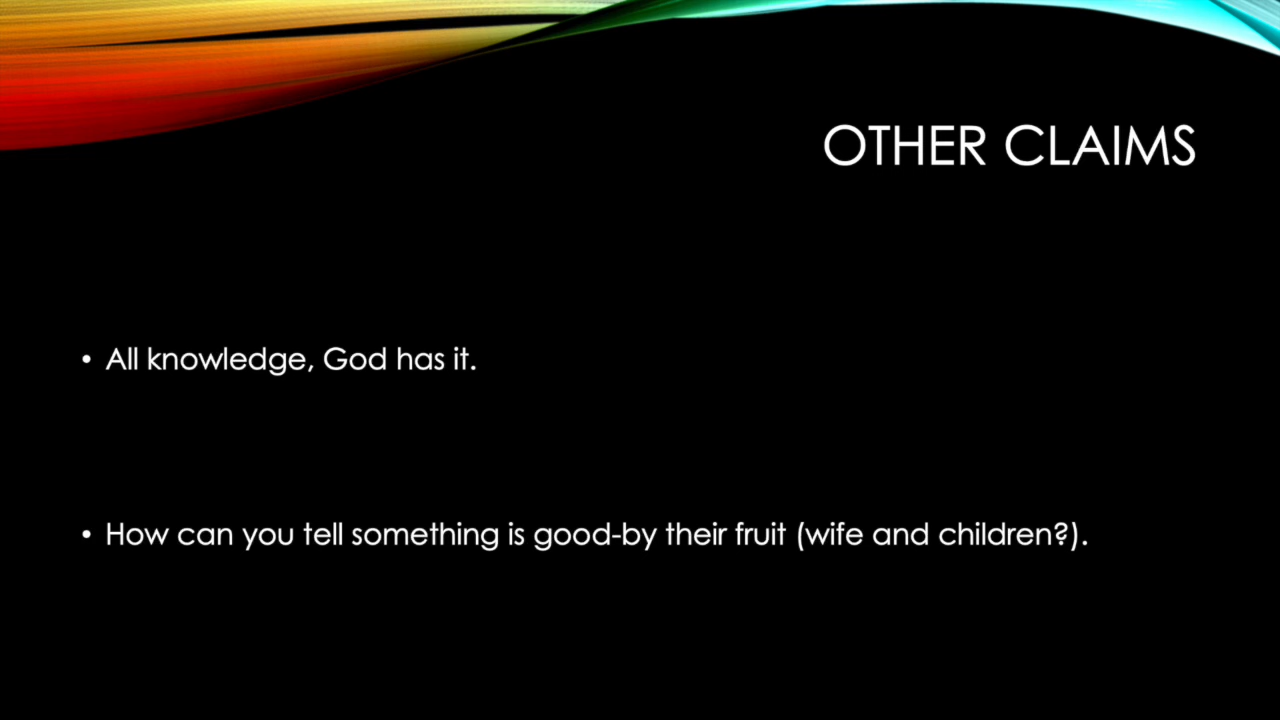 OTHER CLAIMS
• All knowledge, God has it.
• How can you tell something is good-by their fruit (wife and children?).